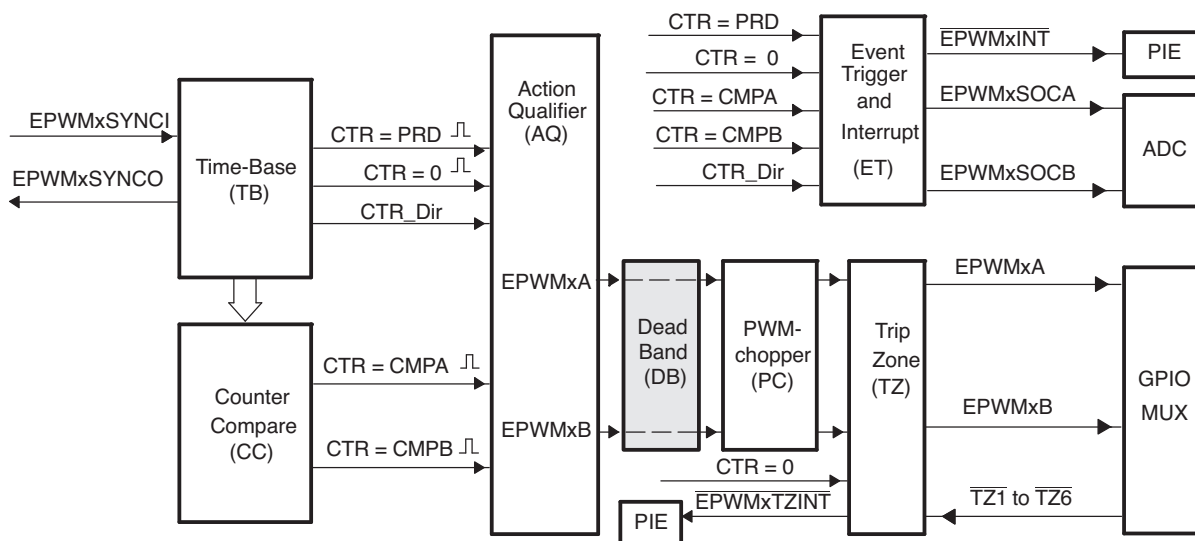 EPWMxSYNCI
EPWMxSYNCO
Time-Base
(TB)
CTR = PRD
CTR = 0
CTR_Dir
Counter
Compare
(CC)
CTR = CMPA
CTR = CMPB
Action
Qualifier
(AQ)
EPWMxA
EPWMxB
CTR = PRD
CTR = 0
CTR = CMPA
CTR = CMPB
CTR_Dir
Event
Trigger
and
Interrupt
(ET)
EPWMxINT
EPWMxSOCA
EPWMxSOCB
PIE
ADC
Dead
Band
(DB)
PWM-
chopper
(PC)
Trip
Zone
(TZ)
CTR = 0
EPWMxTZINT
PIE
EPWMxA
EPWMxB
TZ1 to TZ6
GPIO
MUX